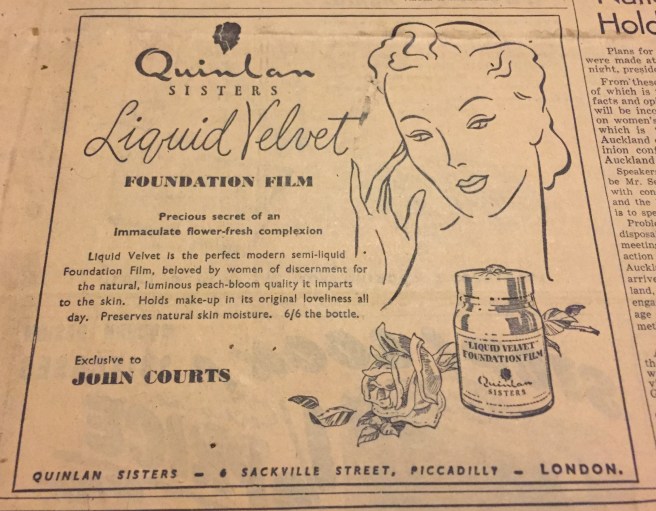 Quinlan
SISTERS
Liquid Velvet
FOUNDATION FILM
Precious secret of an
immaculate flower-fresh complexion
Liquid Velvet is the perfect modern semi-liquid
Foundation Film, beloved by women of discernment for
the natural, luminous peach-bloom quality it imparts
to the skin. Holds make-up in its original loveliness all
day. Preserves natural skin moisture. 6/6 the bottle.
Exclusive to
JOHN COURTS
"LIQUID VELVET"
FOUNDATION FILM
Quinlan
SISTERS
QUINLAN SISTERS — 6 SACKVILLE STREET, PICCADILLY — LONDON.
Hold
Plans for
were made at
night, preside
From these
of which is
facts and op
will be inco
on women's
which is
Auckland
inion con
Auckland
Speakers
be Mr. Se
with con
and the
is to spe
Proble
disposa
meeting
action
Auckl
arrive
land,
enga
age
met